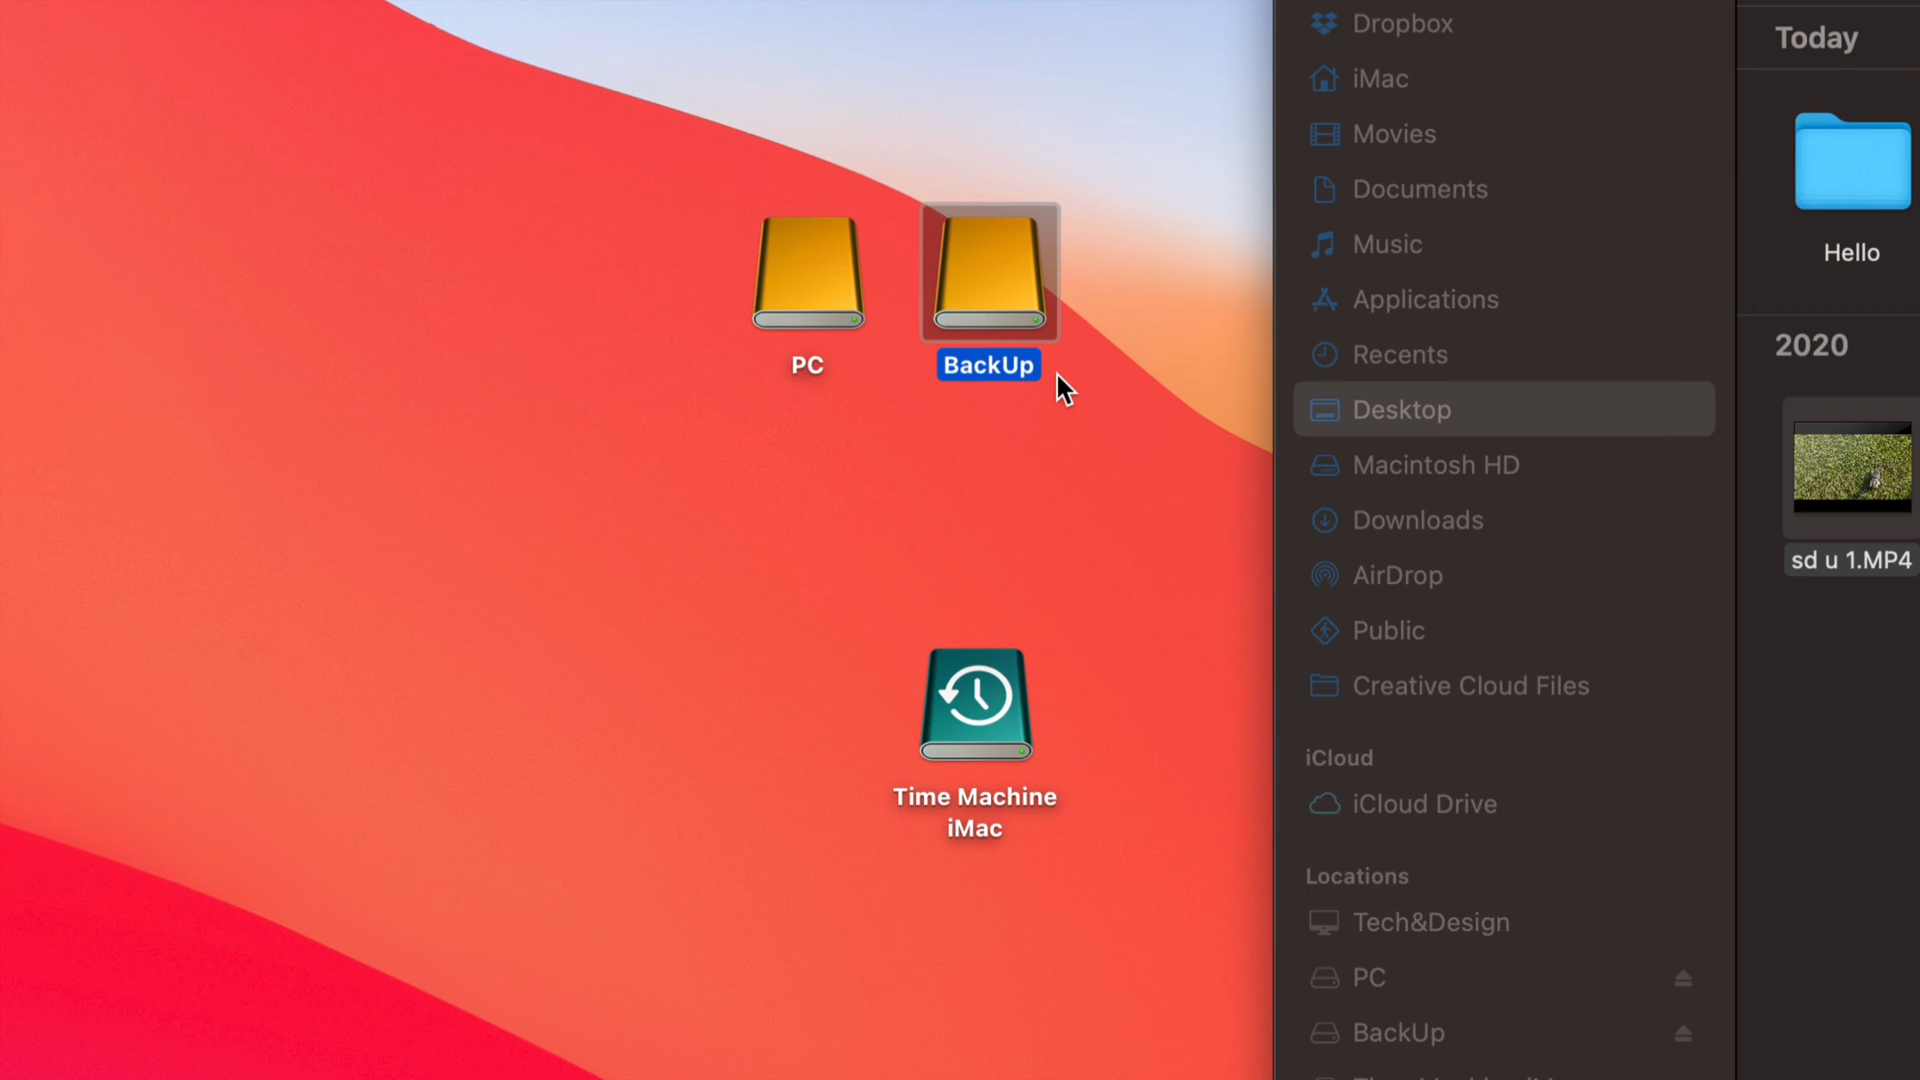 PC
BackUp
Time Machine
iMac
Dropbox
iMac
Movies
Documents
Music
Applications
Recents
Desktop
Macintosh HD
Downloads
AirDrop
Public
Creative Cloud Files
iCloud
iCloud Drive
Locations
Tech&Design
PC
BackUp
Today
Hello
2020
sd u 1.MP4